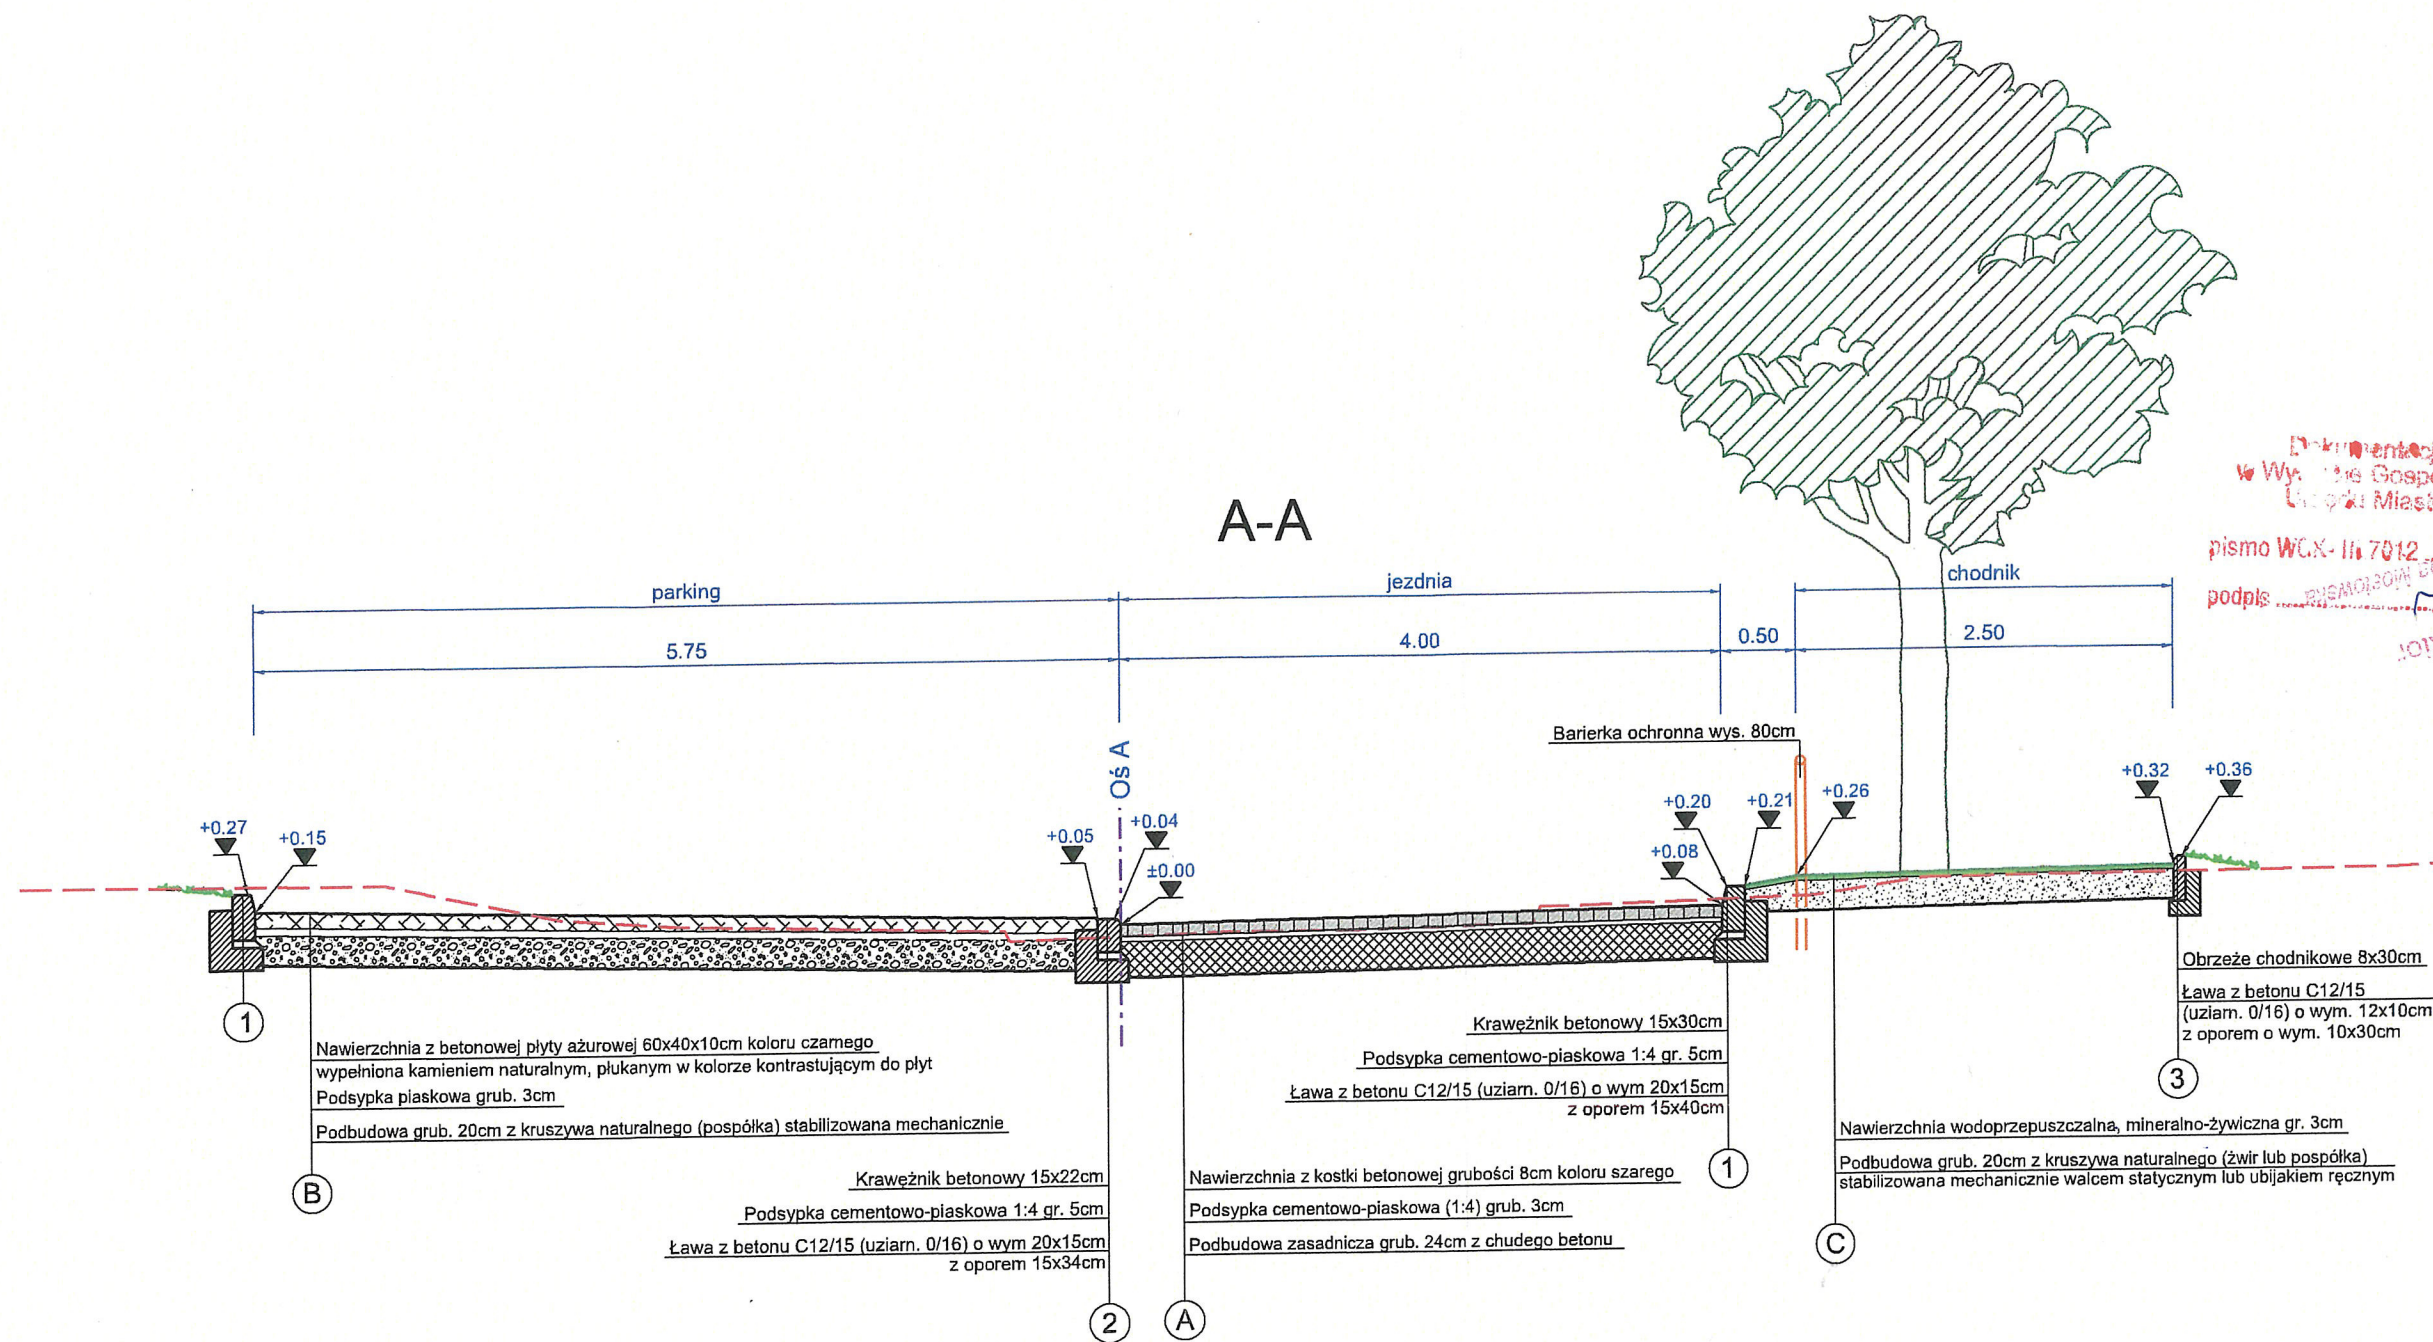 A-A
parking
jezdnia
chodnik
5.75
4.00
0.50
2.50
pismo
7012
podpis
Oś A
Barierka ochronna wys. 80cm
+0.27
+0.15
+0.05
+0.04
±0.00
+0.20
+0.08
+0.21
+0.26
+0.32
+0.36
1
Nawierzchnia z betonowej płyty ażurowej 60x40x10cm koloru czarnego
wypełniona kamieniem naturalnym, płukanym w kolorze kontrastującym do płyt
Podsypka piaskowa grub. 3cm
Podbudowa grub. 20cm z kruszywa naturalnego (pospółka) stabilizowana mechanicznie
B
Krawężnik betonowy 15x22cm
Podsypka cementowo-piaskowa 1:4 gr. 5cm
Ława z betonu C12/15 (uziarn. 0/16) o wym 20x15cm
z oporem 15x34cm
2
Nawierzchnia z kostki betonowej grubości 8cm koloru szarego
Podsypka cementowo-piaskowa (1:4) grub. 3cm
Podbudowa zasadnicza grub. 24cm z chudego betonu
A
Krawężnik betonowy 15x30cm
Podsypka cementowo-piaskowa 1:4 gr. 5cm
Ława z betonu C12/15 (uziarn. 0/16) o wym 20x15cm
z oporem 15x40cm
1
Nawierzchnia wodoprzepuszczalna, mineralno-żywiczna gr. 3cm
Podbudowa grub. 20cm z kruszywa naturalnego (żwir lub pospółka)
stabilizowana mechanicznie walcem statycznym lub ubijakiem ręcznym
C
Obrzeże chodnikowe 8x30cm
Ława z betonu C12/15
(uziarn. 0/16) o wym. 12x10cm
z oporem o wym. 10x30cm
3